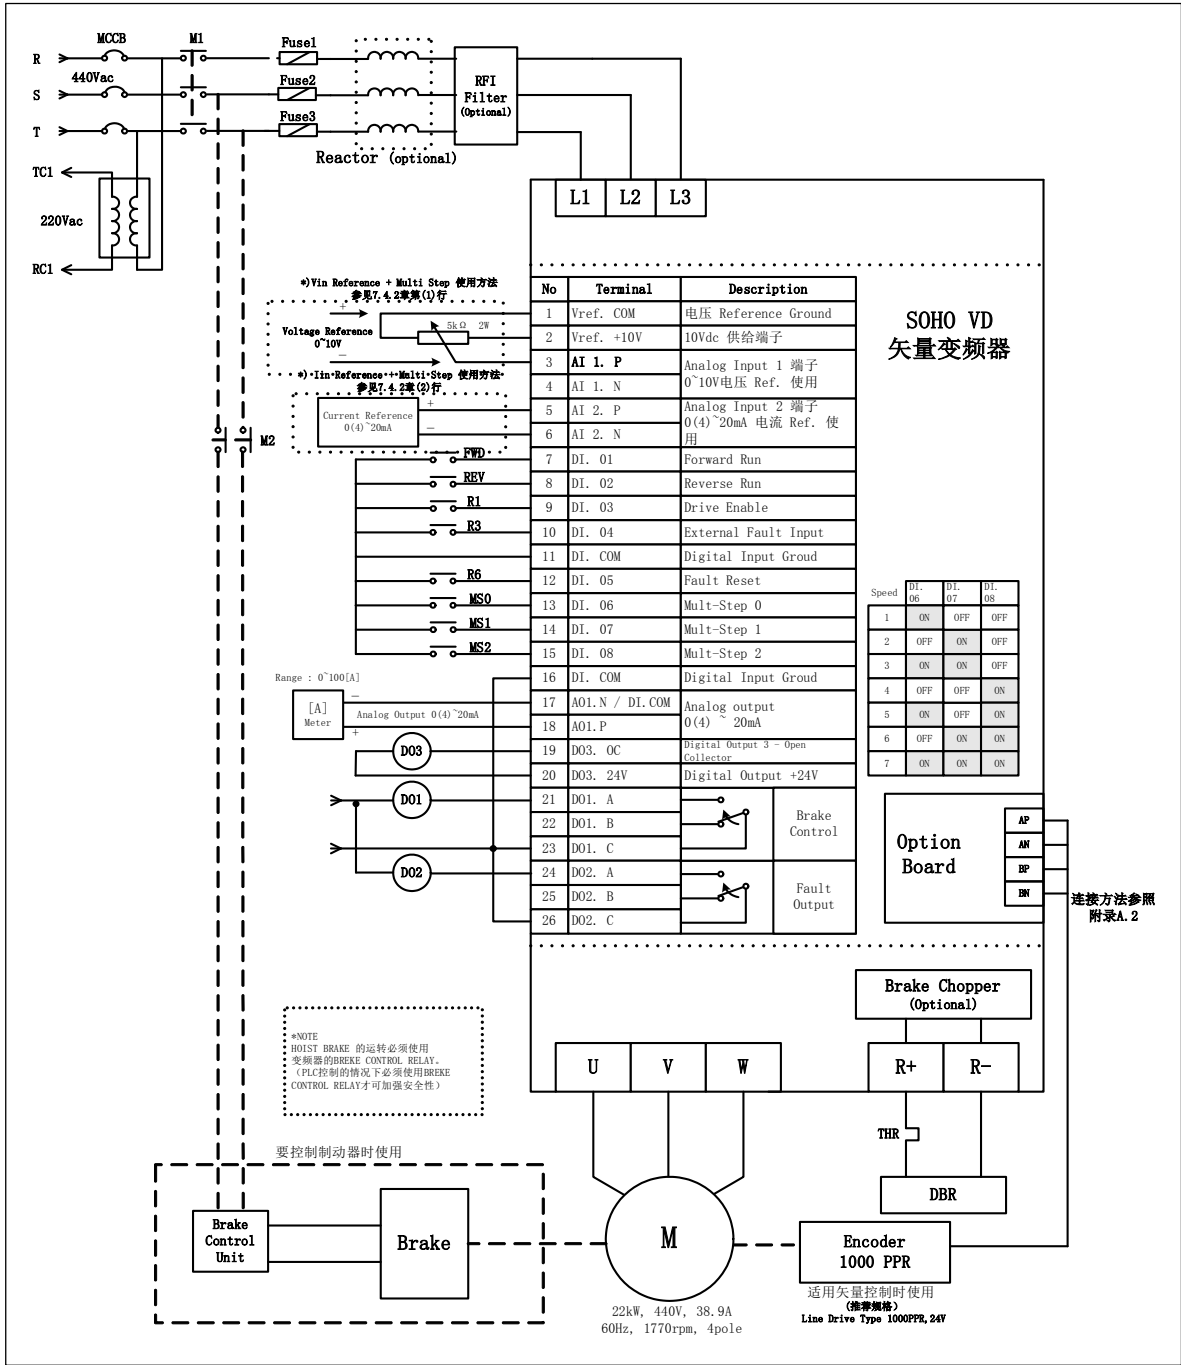 MCCB
M1
R
440Vac
S
T
Fuse1
Fuse2
Fuse3
Reactor (optional)
RFI
Filter
(Optional)
TC1
220Vac
RC1
L1 L2 L3
*)Vin Reference + Multi Step 使用方法
参见7.4.2章第(1)行
+
Voltage Reference
0~10V
−
5kΩ 2W
*)·Iin·Reference·+·Multi·Step 使用方法·
参见7.4.2章(2)行
Current Reference
0(4)~20mA
+
−
M2
FWD
REV
R1
R3
R6
MS0
MS1
MS2
Range : 0~100[A]
[A]
Meter
−
Analog Output 0(4)~20mA
+
DO3
DO1
DO2
No Terminal Description
1 Vref. COM 电压 Reference Ground
2 Vref. +10V 10Vdc 供给端子
3 AI 1. P Analog Input 1 端子
4 AI 1. N 0~10V电压 Ref. 使用
5 AI 2. P Analog Input 2 端子
0(4)~20mA 电流 Ref. 使
6 AI 2. N 用
7 DI. 01 Forward Run
8 DI. 02 Reverse Run
9 DI. 03 Drive Enable
10 DI. 04 External Fault Input
11 DI. COM Digital Input Groud
12 DI. 05 Fault Reset
13 DI. 06 Mult-Step 0
14 DI. 07 Mult-Step 1
15 DI. 08 Mult-Step 2
16 DI. COM Digital Input Groud
17 AO1.N / DI.COM Analog output
18 AO1.P 0(4) ~ 20mA
19 DO3. OC Digital Output 3 - Open
Collector
20 DO3. 24V Digital Output +24V
21 DO1. A
22 DO1. B Brake
Control
23 DO1. C
24 DO2. A
25 DO2. B Fault
Output
26 DO2. C
SOHO VD
矢量变频器
Speed DI. 06 DI. 07 DI. 08
1 ON OFF OFF
2 OFF ON OFF
3 ON ON OFF
4 OFF OFF ON
5 ON OFF ON
6 OFF ON ON
7 ON ON ON
Option
Board
AP
AN
BP
BN
连接方法参照
附录A.2
Brake Chopper
(Optional)
*NOTE
HOIST BRAKE 的运转必须使用
变频器的BREKE CONTROL RELAY。
（PLC控制的情况下必须使用BREKE
CONTROL RELAY才可加强安全性）
U V W R+ R-
THR
DBR
要控制制动器时使用
Brake
Control
Unit
Brake
M
22kW, 440V, 38.9A
60Hz, 1770rpm, 4pole
Encoder
1000 PPR
适用矢量控制时使用
(推荐规格)
Line Drive Type 1000PPR,24V